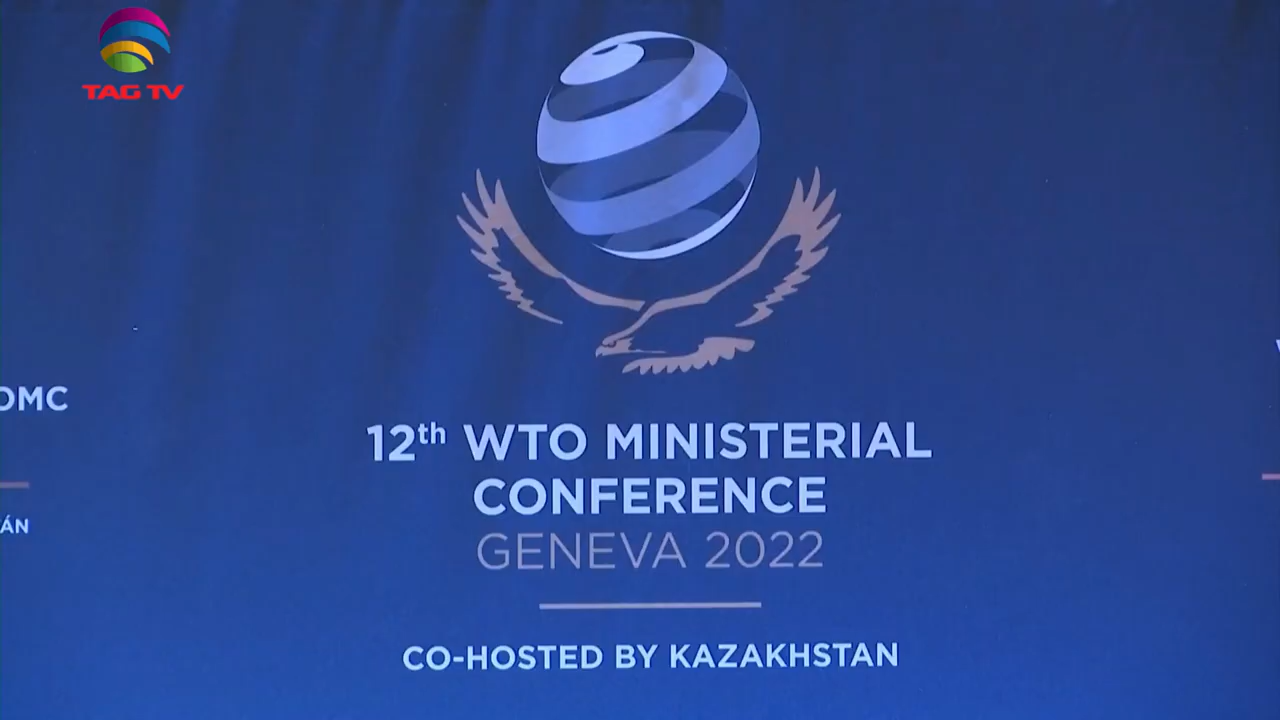 TAG TV
OMC
ÁN
12th WTO MINISTERIAL
CONFERENCE
GENEVA 2022
CO-HOSTED BY KAZAKHSTAN